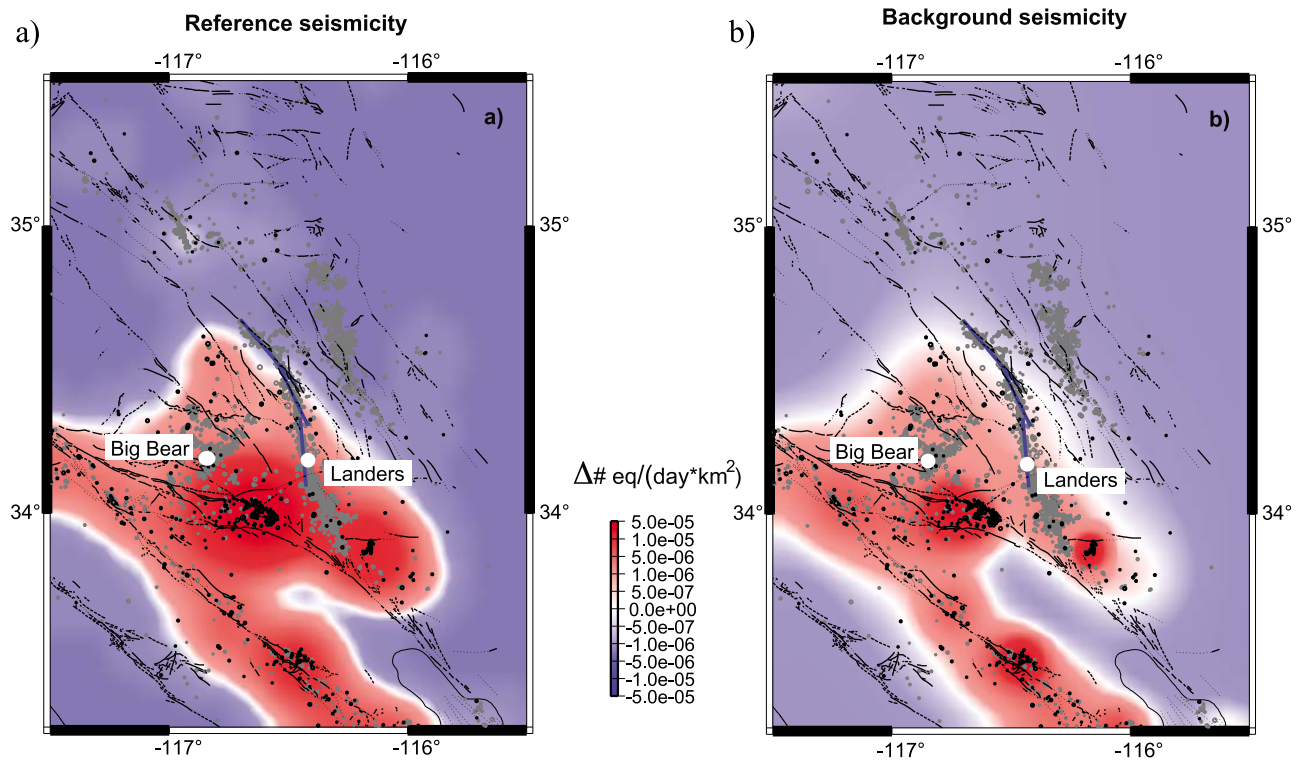 Reference seismicity
Background seismicity
a)
b)
-117°
-116°
-117°
-116°
a)
b)
35°
35°
35°
Big Bear
Landers
Big Bear
Landers
Δ# eq/(day*km²)
34°
34°
34°
5.0e-05
1.0e-05
5.0e-06
1.0e-06
5.0e-07
0.0e+00
-5.0e-07
-1.0e-06
-5.0e-06
-1.0e-05
-5.0e-05
-117°
-116°
-117°
-116°